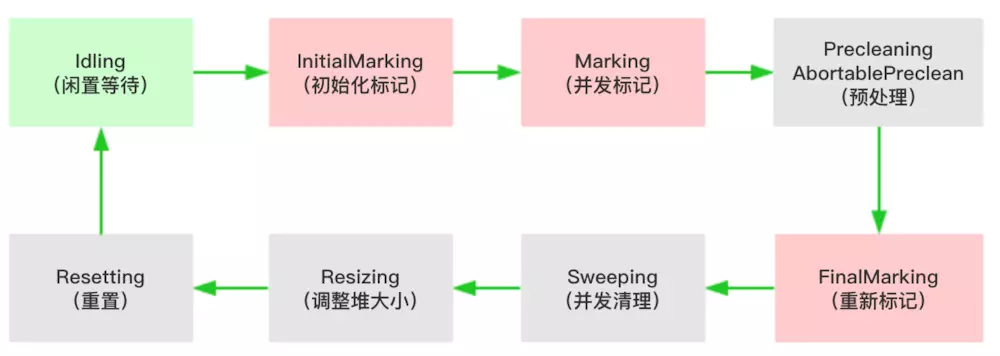 Idling
（闲置等待）
InitialMarking
（初始化标记）
Marking
（并发标记）
Precleaning
AbortablePreclean
（预处理）
Resetting
（重置）
Resizing
（调整堆大小）
Sweeping
（并发清理）
FinalMarking
（重新标记）